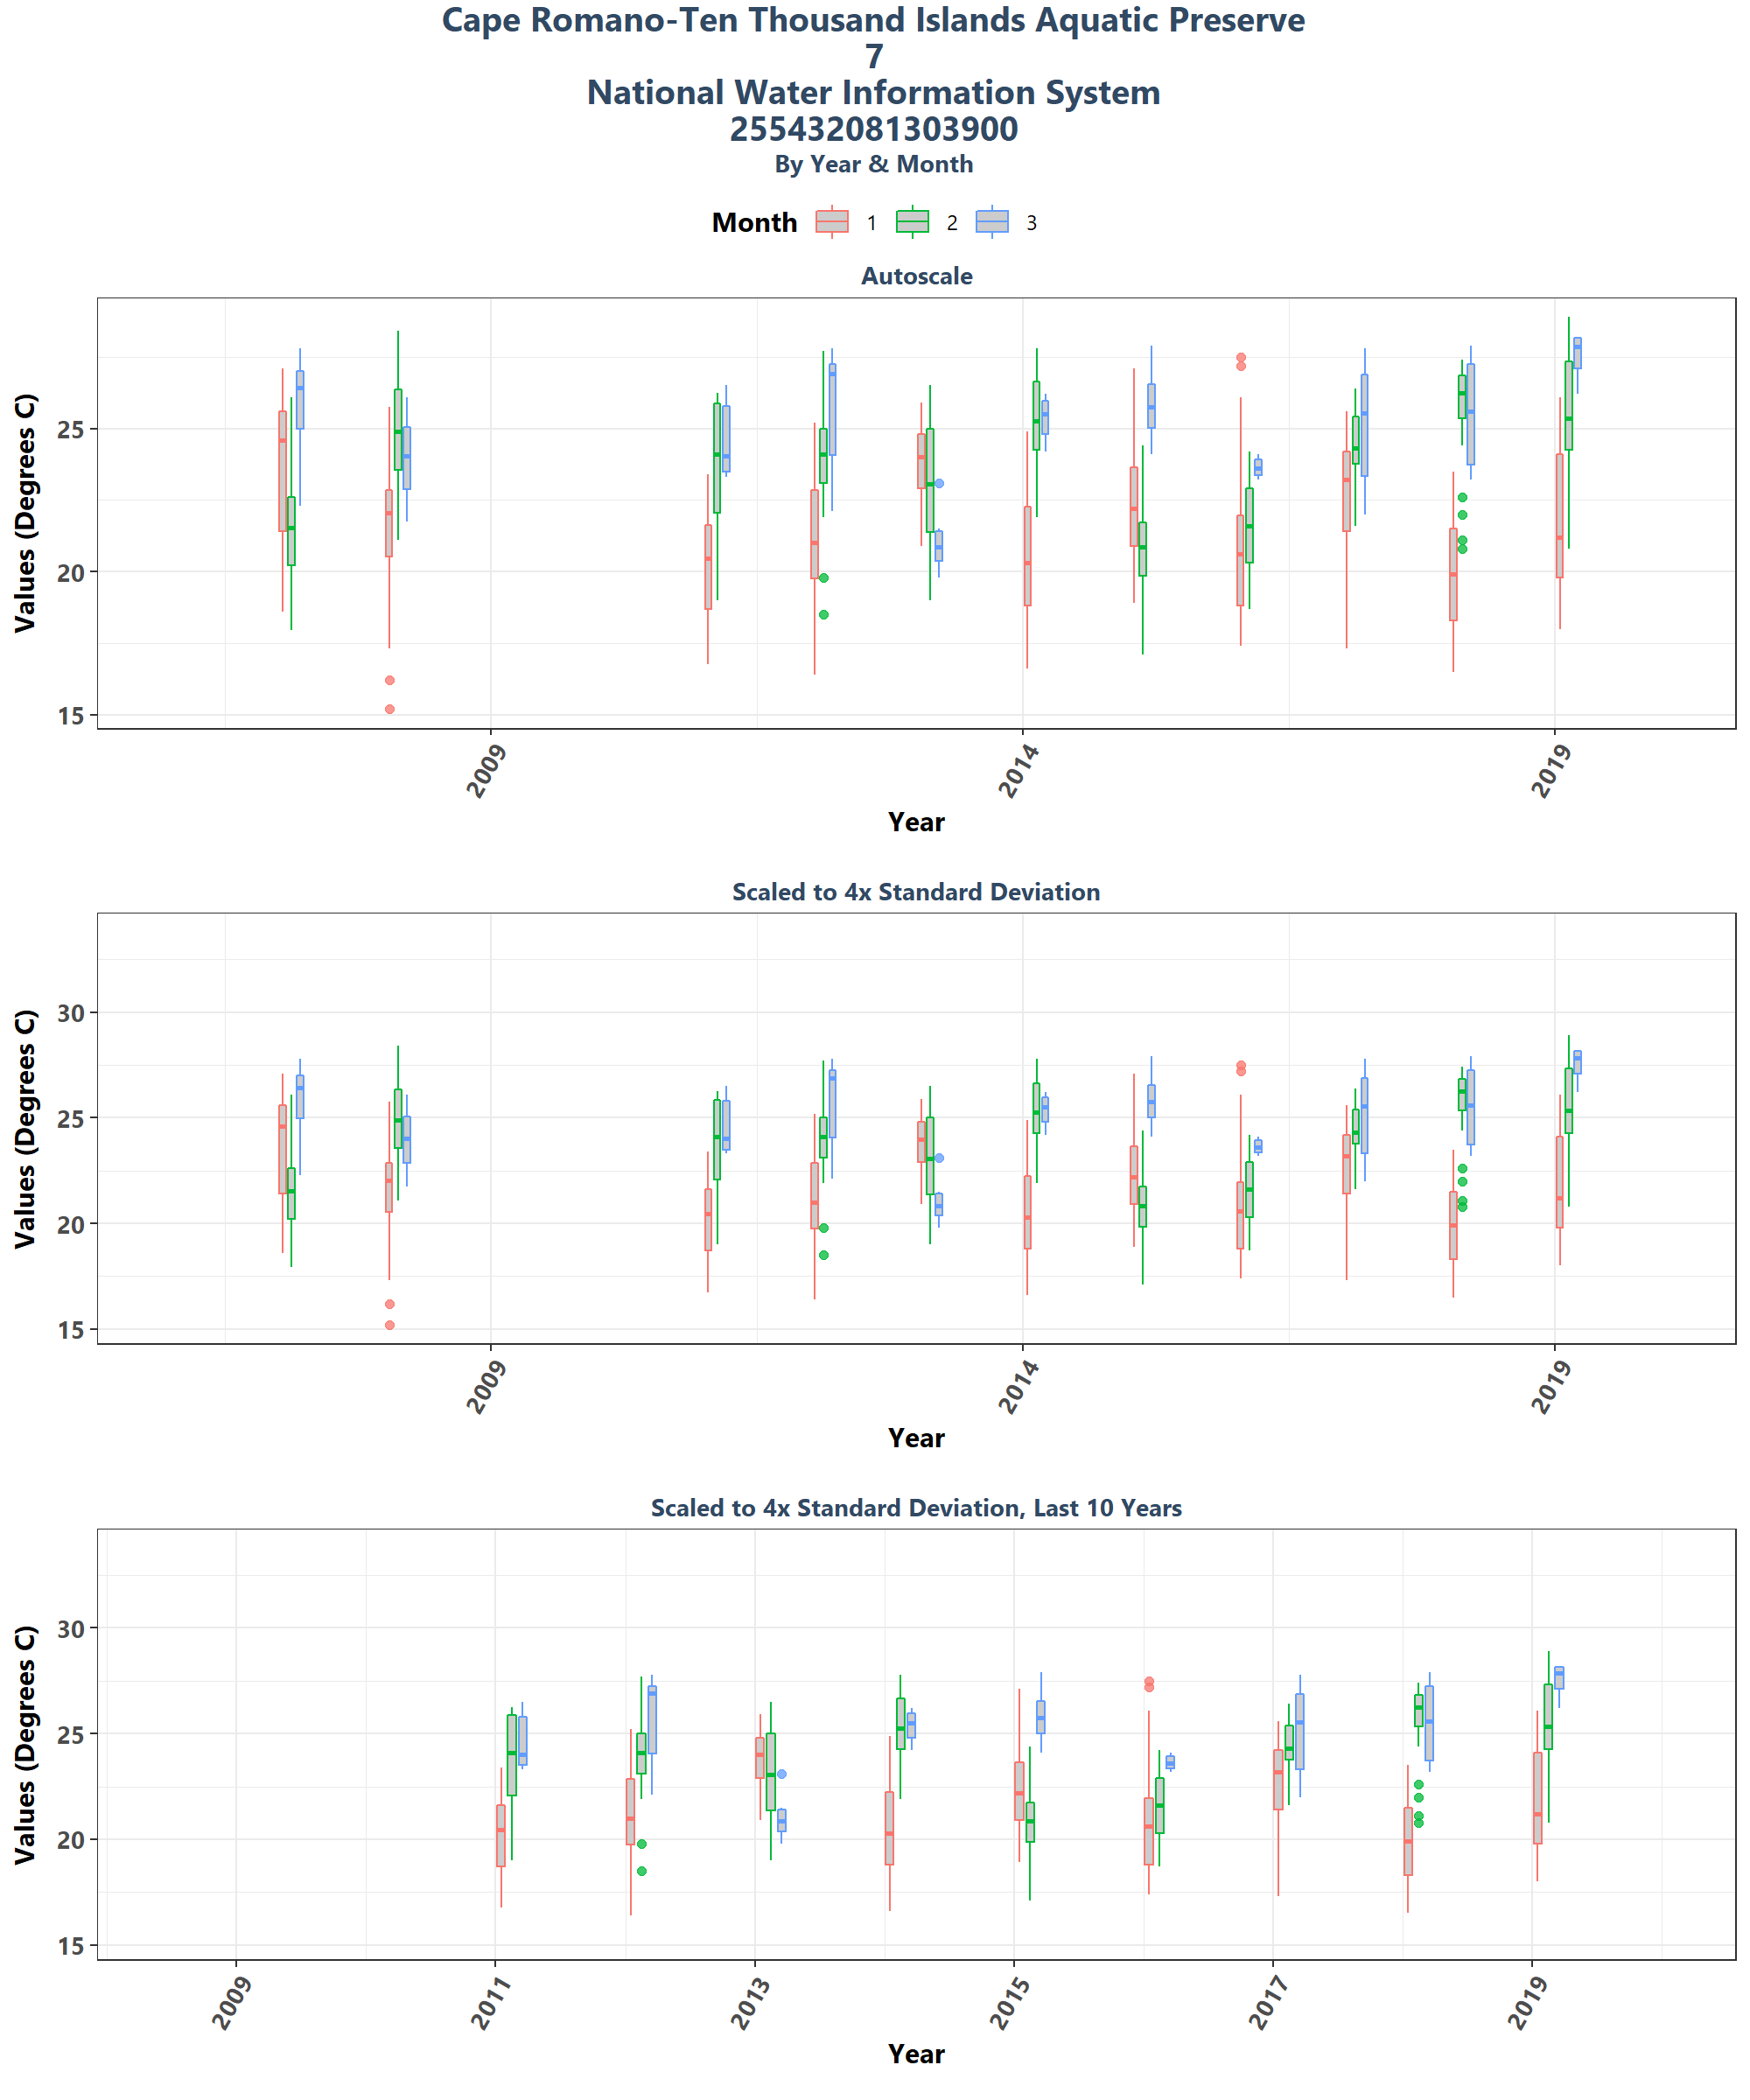 Cape Romano-Ten Thousand Islands Aquatic Preserve
7
National Water Information System
255432081303900
By Year & Month
Month 1 2 3
Autoscale
Values (Degrees C)
25
20
15
2009 2014 2019
Year
Scaled to 4x Standard Deviation
Values (Degrees C)
30
25
20
15
2009 2014 2019
Year
Scaled to 4x Standard Deviation, Last 10 Years
Values (Degrees C)
30
25
20
15
2009 2011 2013 2015 2017 2019
Year